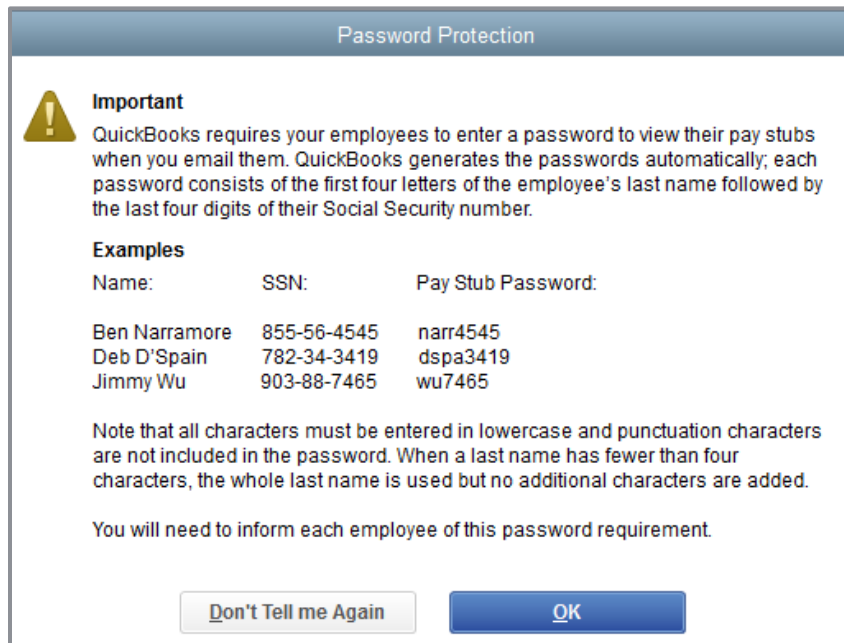 Password Protection
Important
QuickBooks requires your employees to enter a password to view their pay stubs
when you email them. QuickBooks generates the passwords automatically; each
password consists of the first four letters of the employee's last name followed by
the last four digits of their Social Security number.
Examples
Name: SSN: Pay Stub Password:
Ben Narramore 855-56-4545 narr4545
Deb D'Spain 782-34-3419 dspa3419
Jimmy Wu 903-88-7465 wu7465
Note that all characters must be entered in lowercase and punctuation characters
are not included in the password. When a last name has fewer than four
characters, the whole last name is used but no additional characters are added.
You will need to inform each employee of this password requirement.
Don't Tell me Again OK